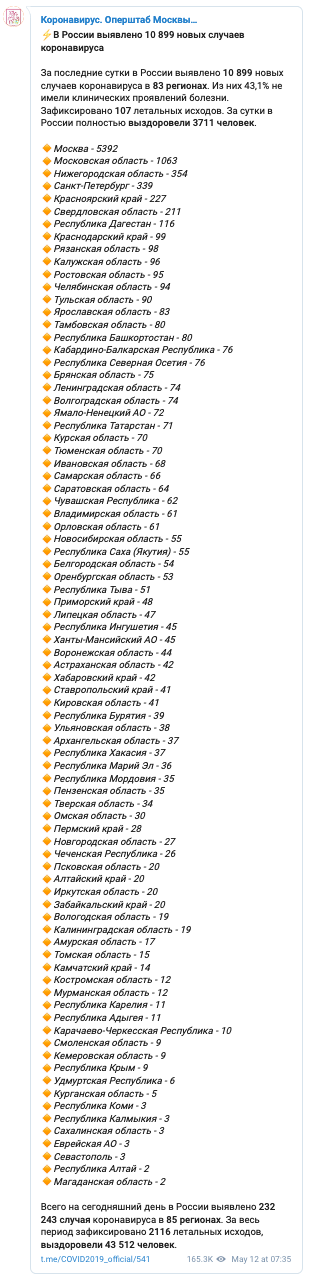 Коронавирус. Оперштаб Москвы…
⚡В России выявлено 10 899 новых случаев
коронавируса
За последние сутки в России выявлено 10 899 новых
случаев коронавируса в 83 регионах. Из них 43,1% не
имели клинических проявлений болезни.
Зафиксировано 107 летальных исходов. За сутки в
России полностью выздоровели 3711 человек.
🔸Москва - 5392
🔸Московская область - 1063
🔸Нижегородская область - 354
🔸Санкт-Петербург - 339
🔸Красноярский край - 227
🔸Свердловская область - 211
🔸Республика Дагестан - 116
🔸Краснодарский край - 99
🔸Рязанская область - 98
🔸Калужская область - 96
🔸Ростовская область - 95
🔸Челябинская область - 94
🔸Тульская область - 90
🔸Ярославская область - 83
🔸Тамбовская область - 80
🔸Республика Башкортостан - 80
🔸Кабардино-Балкарская Республика - 76
🔸Республика Северная Осетия - 76
🔸Брянская область - 75
🔸Ленинградская область - 74
🔸Волгоградская область - 74
🔸Ямало-Ненецкий АО - 72
🔸Республика Татарстан - 71
🔸Курская область - 70
🔸Тюменская область - 70
🔸Ивановская область - 68
🔸Самарская область - 66
🔸Саратовская область - 64
🔸Чувашская Республика - 62
🔸Владимирская область - 61
🔸Орловская область - 61
🔸Новосибирская область - 55
🔸Республика Саха (Якутия) - 55
🔸Белгородская область - 54
🔸Оренбургская область - 53
🔸Республика Тыва - 51
🔸Приморский край - 48
🔸Липецкая область - 47
🔸Республика Ингушетия - 45
🔸Ханты-Мансийский АО - 45
🔸Воронежская область - 44
🔸Астраханская область - 42
🔸Хабаровский край - 42
🔸Ставропольский край - 41
🔸Кировская область - 41
🔸Республика Бурятия - 39
🔸Ульяновская область - 38
🔸Архангельская область - 37
🔸Республика Хакасия - 37
🔸Республика Марий Эл - 36
🔸Республика Мордовия - 35
🔸Пензенская область - 35
🔸Тверская область - 34
🔸Омская область - 30
🔸Пермский край - 28
🔸Новгородская область - 27
🔸Чеченская Республика - 26
🔸Псковская область - 20
🔸Алтайский край - 20
🔸Иркутская область - 20
🔸Забайкальский край - 20
🔸Вологодская область - 19
🔸Калининградская область - 19
🔸Амурская область - 17
🔸Томская область - 15
🔸Камчатский край - 14
🔸Костромская область - 12
🔸Мурманская область - 12
🔸Республика Карелия - 11
🔸Республика Адыгея - 11
🔸Карачаево-Черкесская Республика - 10
🔸Смоленская область - 9
🔸Кемеровская область - 9
🔸Республика Крым - 9
🔸Удмуртская Республика - 6
🔸Курганская область - 5
🔸Республика Коми - 3
🔸Республика Калмыкия - 3
🔸Сахалинская область - 3
🔸Еврейская АО - 3
🔸Севастополь - 3
🔸Республика Алтай - 2
🔸Магаданская область - 2
Всего на сегодняшний день в России выявлено 232
243 случая коронавируса в 85 регионах. За весь
период зафиксировано 2116 летальных исходов,
выздоровели 43 512 человек.
t.me/COVID2019_official/541 165.3K May 12 at 07:35